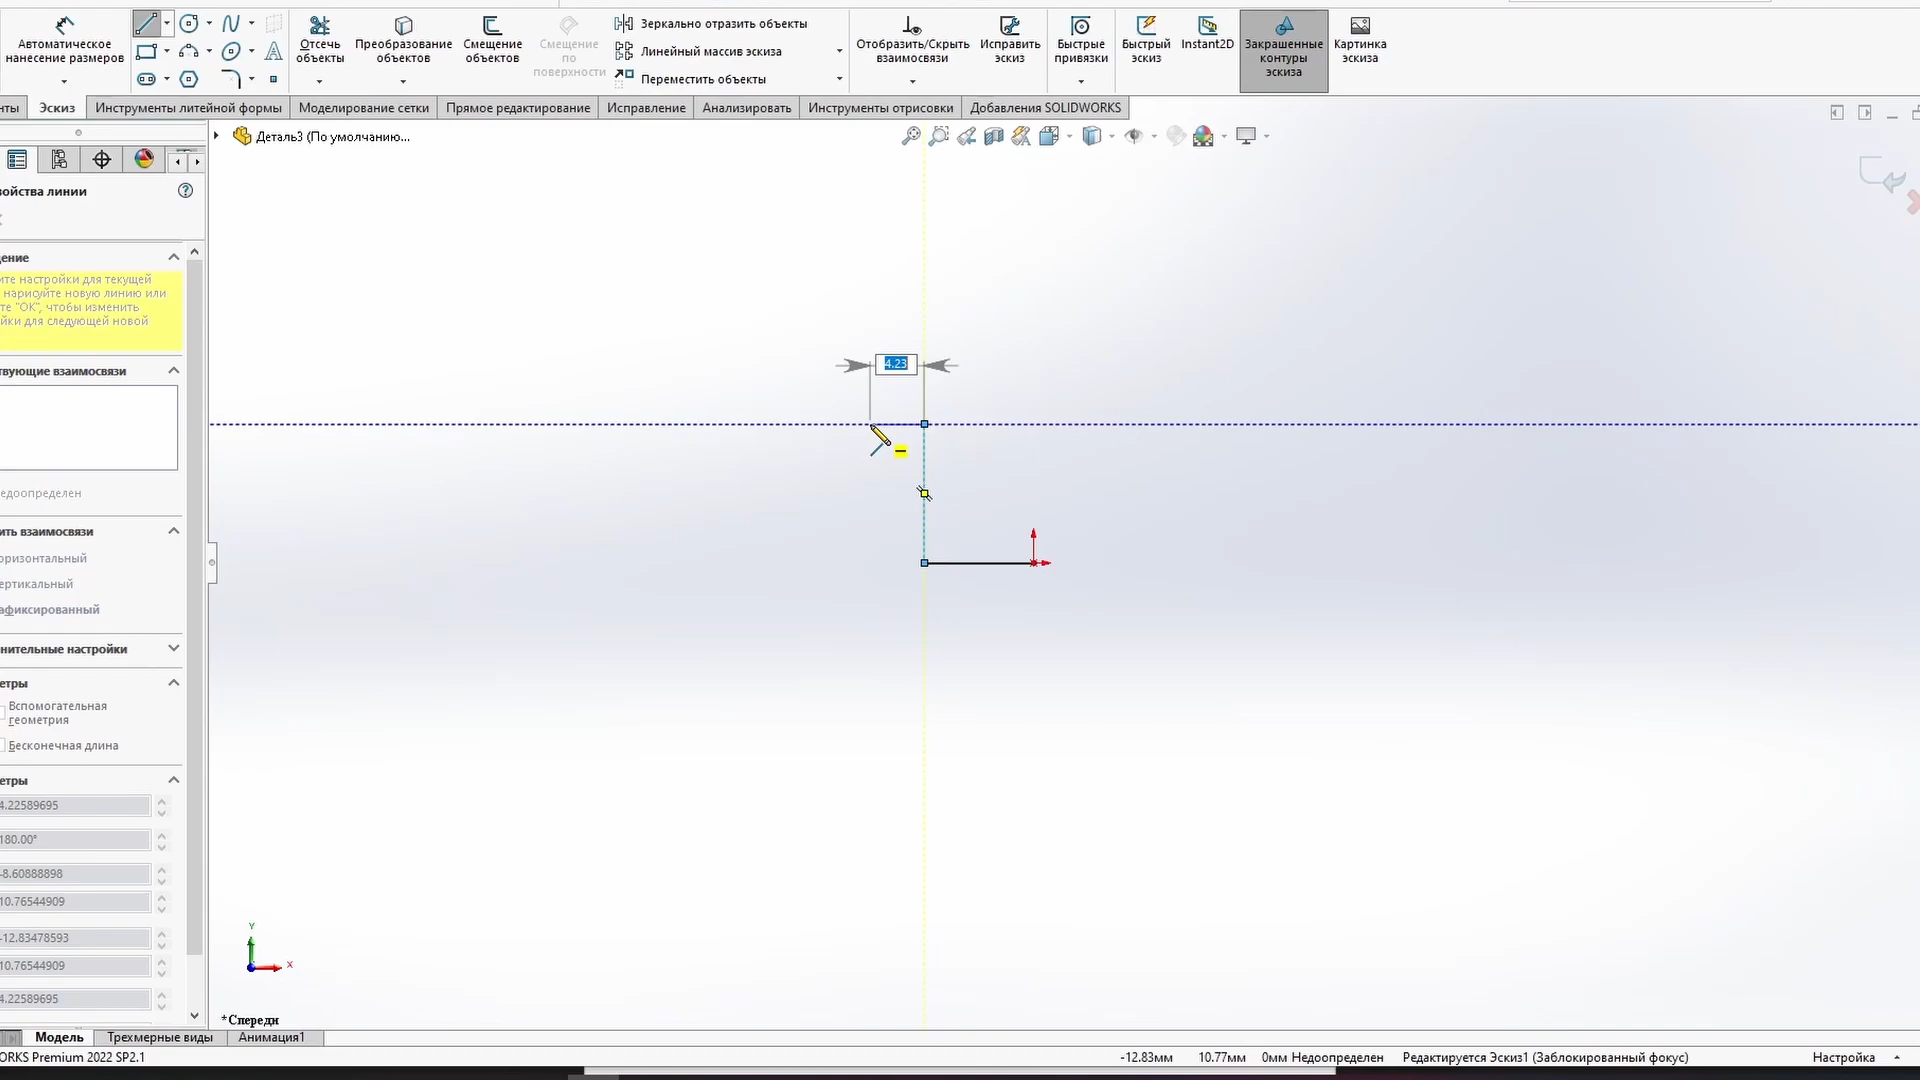 Автоматическое
нанесение размеров
Отсечь
объекты
Преобразование
объектов
Смещение
объектов
Смещение
по
поверхности
Зеркально отразить объекты
Линейный массив эскиза
Переместить объекты
Отобразить/Скрыть
взаимосвязи
Исправить
эскиз
Быстрые
привязки
Быстрый
эскиз
Instant2D
Закрашенные
контуры
эскиза
Картинка
эскиза
нты
Эскиз
Инструменты литейной формы
Моделирование сетки
Прямое редактирование
Исправление
Анализировать
Инструменты отрисовки
Добавления SOLIDWORKS
Деталь3 (По умолчанию...
войства линии
щение
ите настройки для текущей
нарисуйте новую линию или
те "OK", чтобы изменить
йки для следующей новой
твующие взаимосвязи
едоопределен
ить взаимосвязи
оризонтальный
ертикальный
афиксированный
нительные настройки
етры
Вспомогательная
геометрия
Бесконечная длина
етры
4.22589695
180.00°
-8.60888898
10.76544909
-12.83478593
10.76544909
4.22589695
4.23
Y
X
*Спереди
Модель
Трехмерные виды
Анимация1
ORKS Premium 2022 SP2.1
-12.83мм
10.77мм
0мм Недоопределен
Редактируется Эскиз1 (Заблокированный фокус)
Настройка